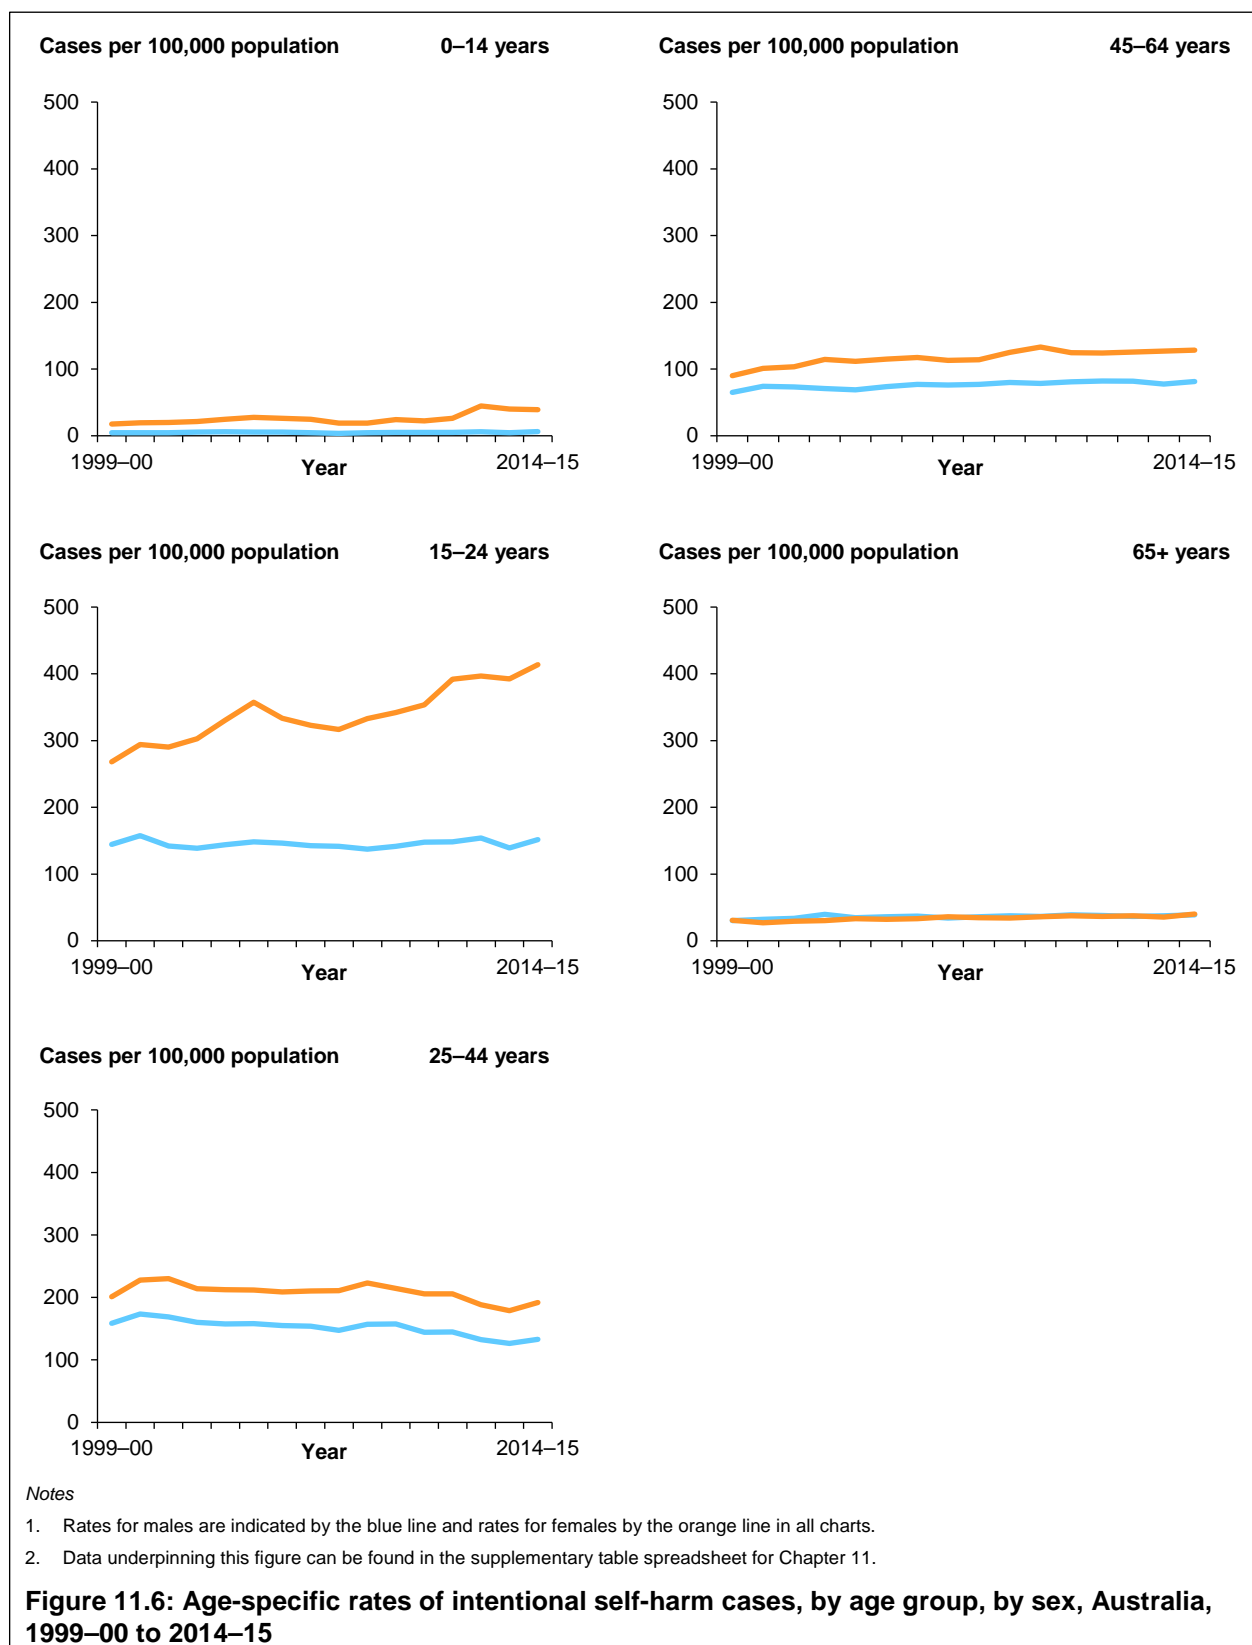 Cases per 100,000 population 0–14 years
500
400
300
200
100
0
1999–00 Year 2014–15
Cases per 100,000 population 45–64 years
500
400
300
200
100
0
1999–00 Year 2014–15
Cases per 100,000 population 15–24 years
500
400
300
200
100
0
1999–00 Year 2014–15
Cases per 100,000 population 65+ years
500
400
300
200
100
0
1999–00 Year 2014–15
Cases per 100,000 population 25–44 years
500
400
300
200
100
0
1999–00 Year 2014–15
Notes
1. Rates for males are indicated by the blue line and rates for females by the orange line in all charts.
2. Data underpinning this figure can be found in the supplementary table spreadsheet for Chapter 11.
Figure 11.6: Age-specific rates of intentional self-harm cases, by age group, by sex, Australia,
1999–00 to 2014–15